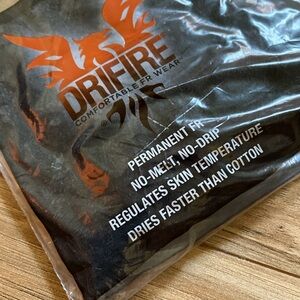 DRIFIRE
COMFORTABLE FR WEAR
PERMANENT FR
NO-MELT, NO-DRIP
REGULATES SKIN TEMPERATURE
DRIES FASTER THAN COTTON